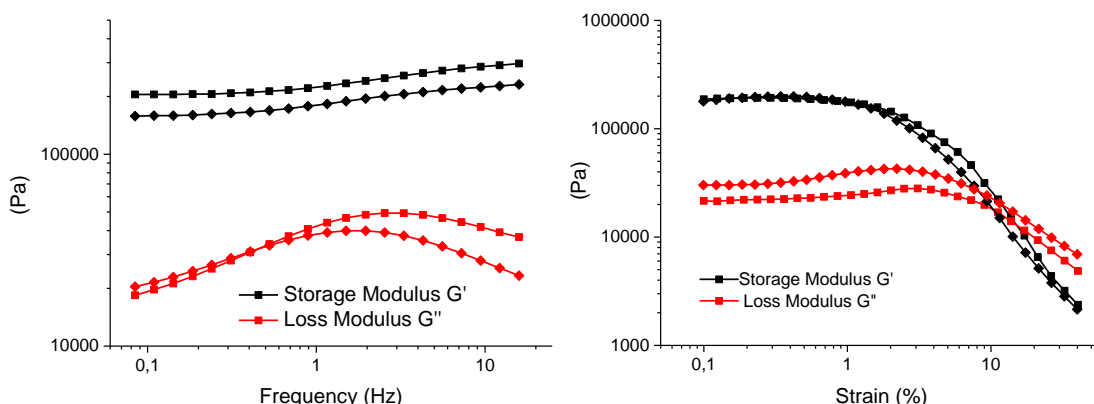 100000
10000
(Pa)
Storage Modulus G'
Loss Modulus G''
0,1
1
10
Frequency (Hz)
1000000
100000
10000
1000
(Pa)
Storage Modulus G'
Loss Modulus G"
0,1
1
10
Strain (%)